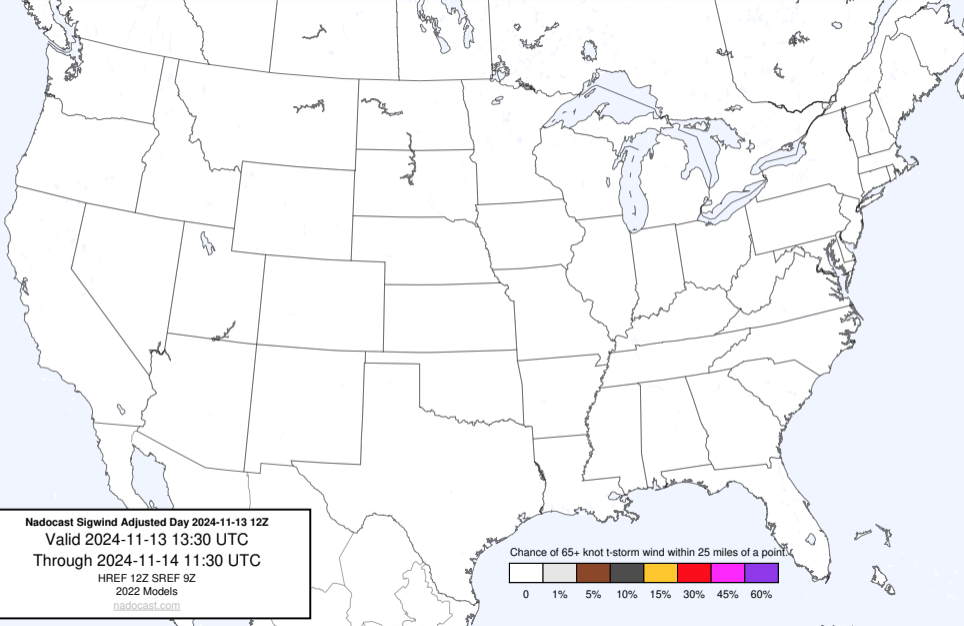 Nadocast Sigwind Adjusted Day 2024-11-13 12Z
Valid 2024-11-13 13:30 UTC
Through 2024-11-14 11:30 UTC
HREF 12Z SREF 9Z
2022 Models
nadocast.com
Chance of 65+ knot t-storm wind within 25 miles of a point.
0 1% 5% 10% 15% 30% 45% 60%